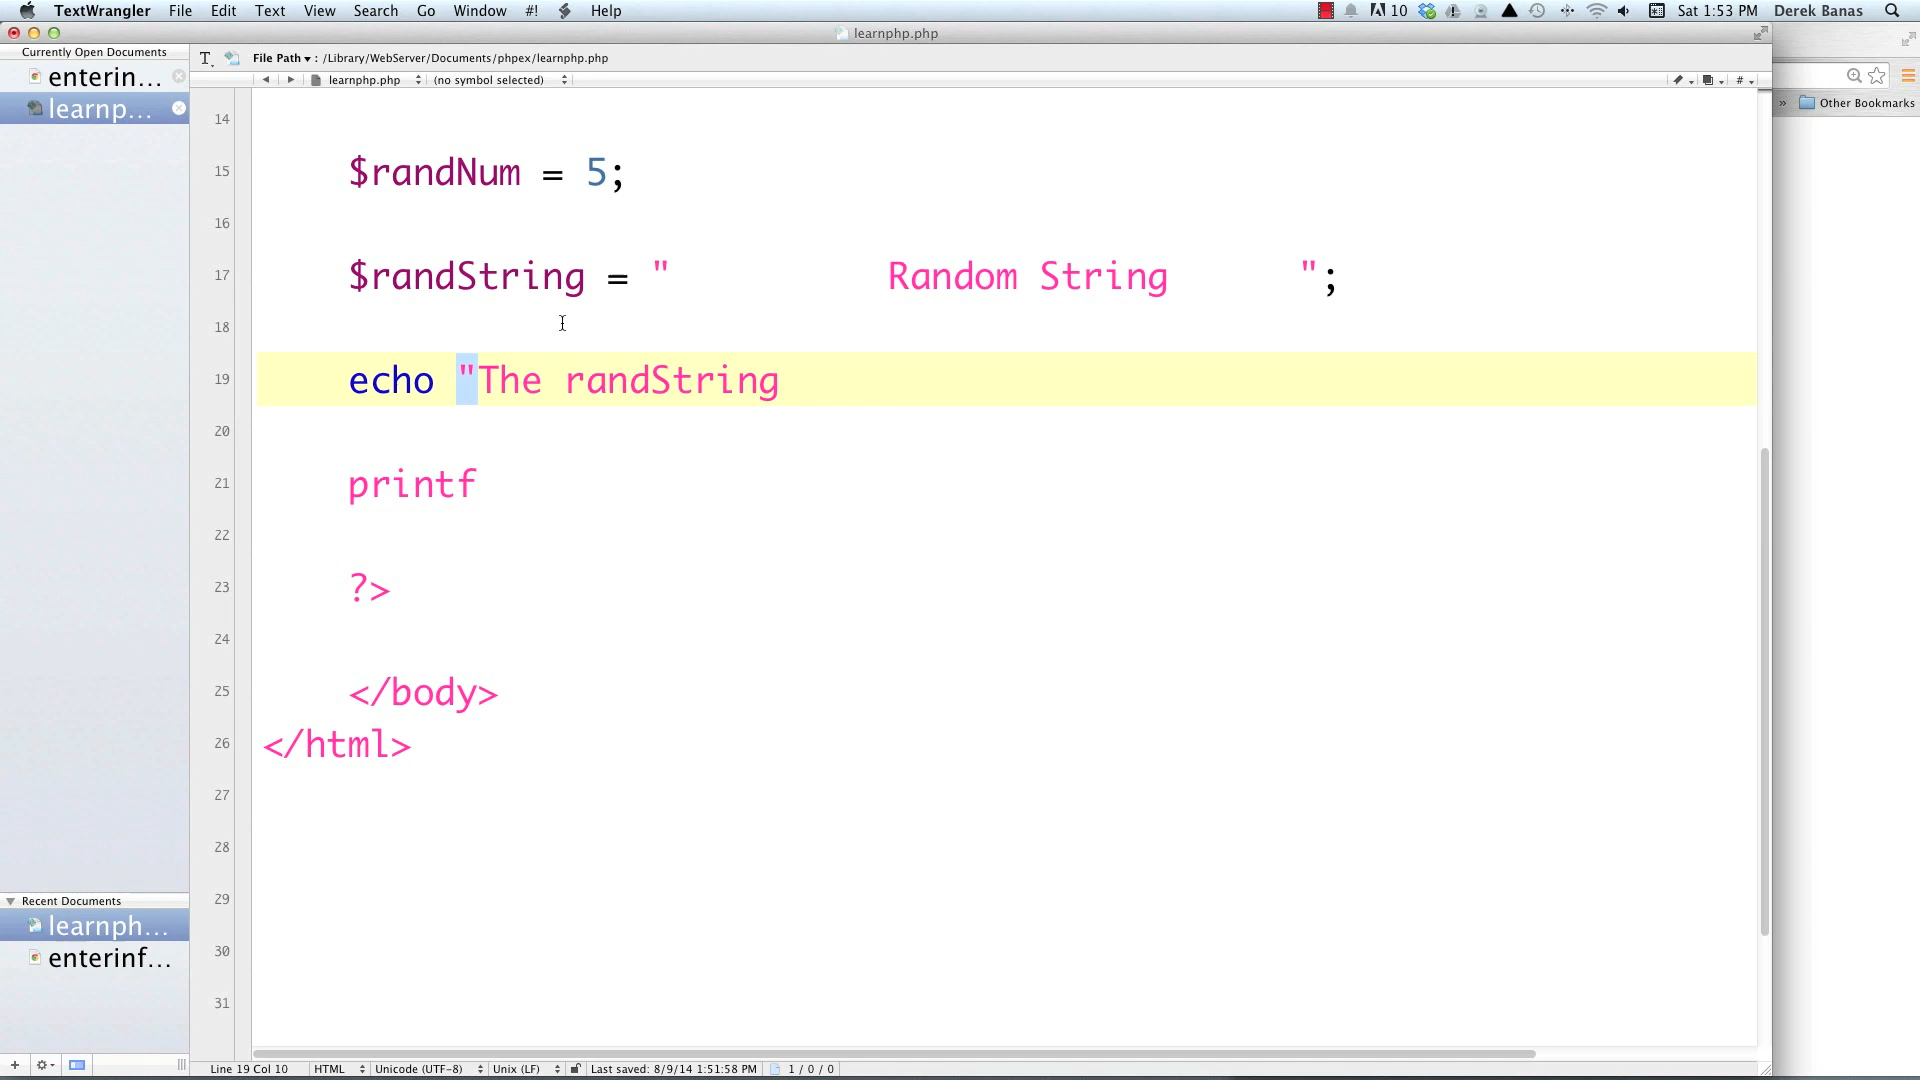 TextWrangler File Edit Text View Search Go Window #! Help 10 Sat 1:53 PM Derek Banas
learnphp.php
Currently Open Documents
enterin...
learnp...
File Path ▾ : /Library/WebServer/Documents/phpex/learnphp.php
learnphp.php (no symbol selected) #
» Other Bookmarks
14
15 $randNum = 5;
16
17 $randString = "          Random String      ";
18
19 echo "The randString
20
21 printf
22
23 ?>
24
25 </body>
26 </html>
27
28
29
30
31
Recent Documents
learnph...
enterinf...
Line 19 Col 10 HTML Unicode (UTF-8) Unix (LF) Last saved: 8/9/14 1:51:58 PM 1 / 0 / 0